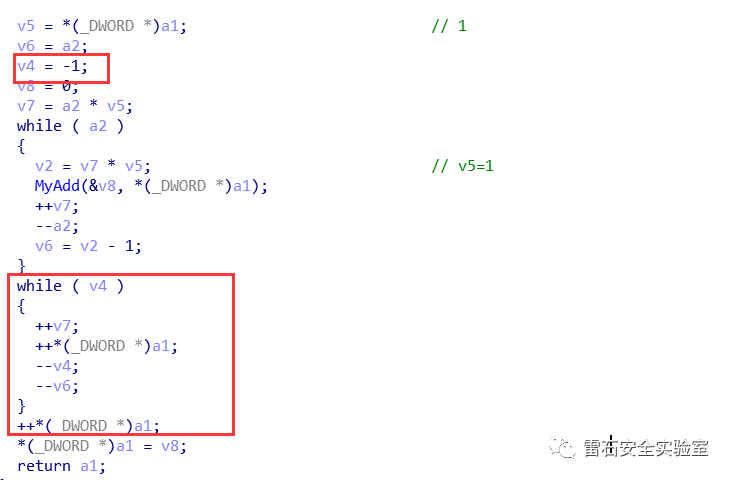 v5 = *(_DWORD *)a1; // 1
v6 = a2;
v4 = -1;
v8 = 0;
v7 = a2 * v5;
while ( a2 )
{
v2 = v7 * v5; // v5=1
MyAdd(&v8, *(_DWORD *)a1);
++v7;
--a2;
v6 = v2 - 1;
}
while ( v4 )
{
++v7;
++*(_DWORD *)a1;
--v4;
--v6;
}
++*(_DWORD *)a1;
*(_DWORD *)a1 = v8;
return a1;
雷石安全实验室